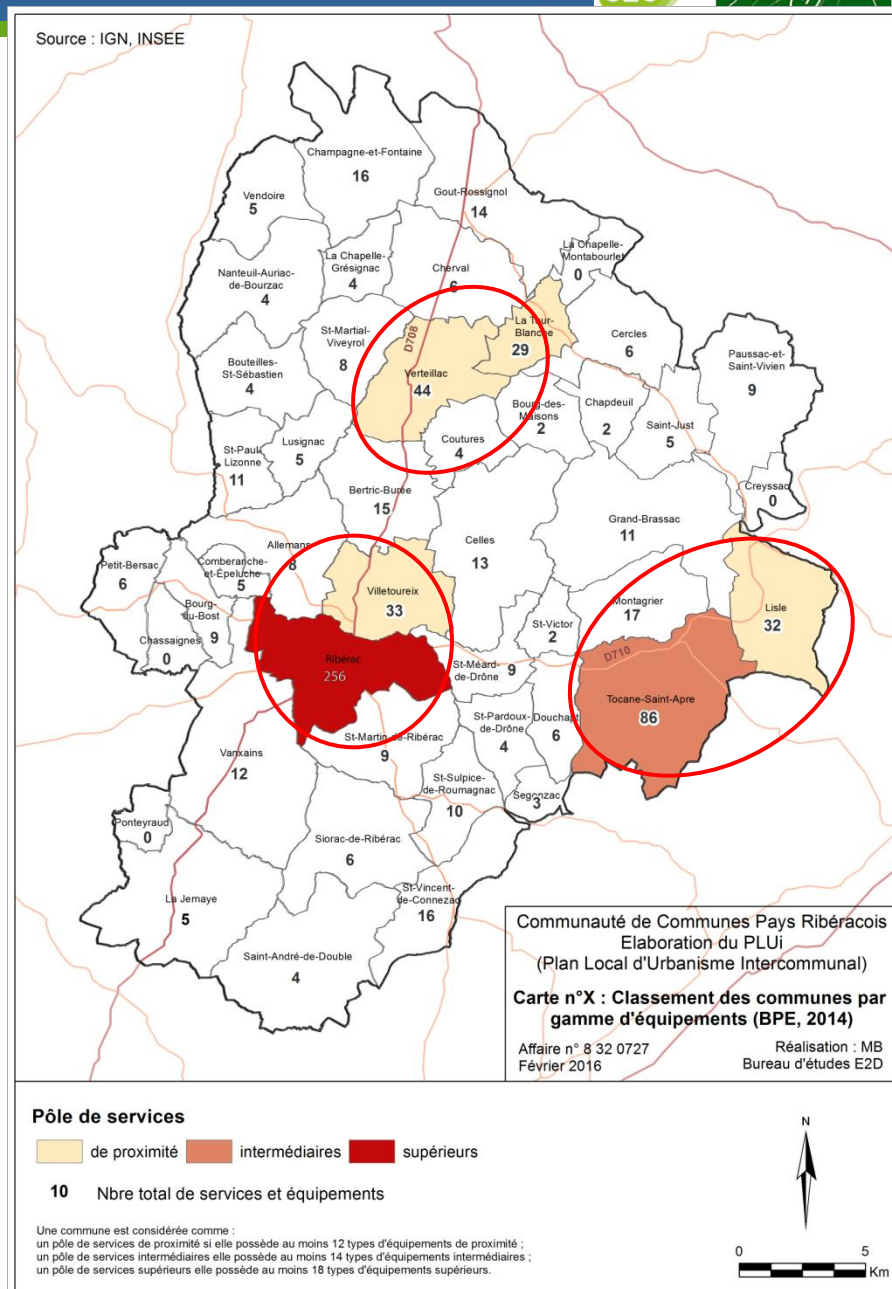 Source : IGN, INSEE
Champagne-et-Fontaine
16
Gout-Rossignol
14
Vendoire
5
La Chapelle-
Montabourlet
0
La Chapelle-
Grésignac
4
Cherval
6
Nanteuil-Auriac-
de-Bourzac
4
La Tour-
Blanche
29
St-Martial-
Viveyrol
8
D708
Cercles
6
Paussac-et-
Saint-Vivien
9
Bouteilles-
St-Sébastien
4
Verteillac
44
Bourg-des-
Maisons
2
Chapdeuil
2
Saint-Just
5
Coutures
4
Lusignac
5
St-Paul-
Lizonne
11
Creyssac
0
Bertric-Burée
15
Grand-Brassac
11
Celles
13
Allemans
8
Petit-Bersac
6
Comberanche-
et-Épeluche
5
Villetoureix
33
Montagrier
17
Lisle
32
Bourg-
du-Bost
9
Chassaignes
0
St-Victor
2
D710
Ribérac
256
St-Méard-
de-Drône
9
Tocane-Saint-Apre
86
St-Pardoux-
de-Drône
4
Douchapt
6
St-Martin-de-Ribérac
9
Vanxains
12
St-Sulpice-
de-Roumagnac
10
Segonzac
3
Ponteyraud
0
Siorac-de-Ribérac
6
St-Vincent-
de-Connezac
16
La Jemaye
5
Saint-André-de-Double
4
Communauté de Communes Pays Ribéracois
Elaboration du PLUi
(Plan Local d'Urbanisme Intercommunal)
Carte n°X : Classement des communes par
gamme d'équipements (BPE, 2014)
Affaire n° 8 32 0727
Février 2016
Réalisation : MB
Bureau d'études E2D
Pôle de services
de proximité
intermédiaires
supérieurs
10 Nbre total de services et équipements
Une commune est considérée comme :
un pôle de services de proximité si elle possède au moins 12 types d'équipements de proximité ;
un pôle de services intermédiaires elle possède au moins 14 types d'équipements intermédiaires ;
un pôle de services supérieurs elle possède au moins 18 types d'équipements supérieurs.
N
0 5
Km